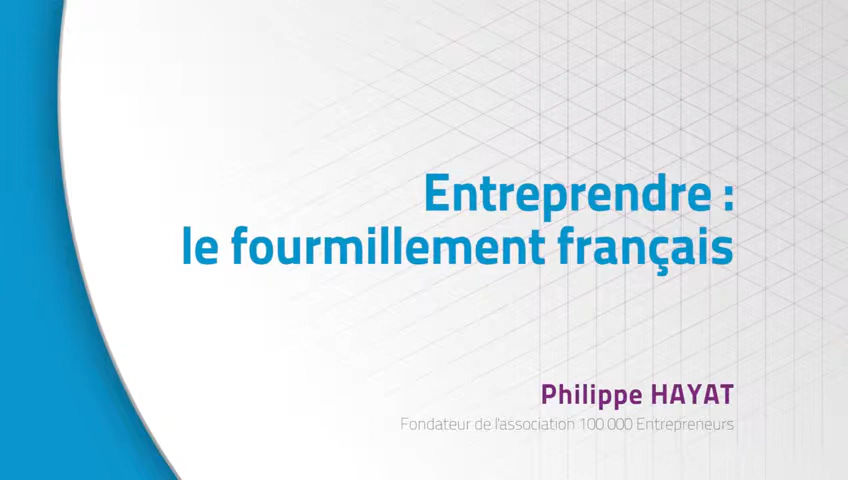 Entreprendre :
le fourmillement français
Philippe HAYAT
Fondateur de l'association 100 000 Entrepreneurs